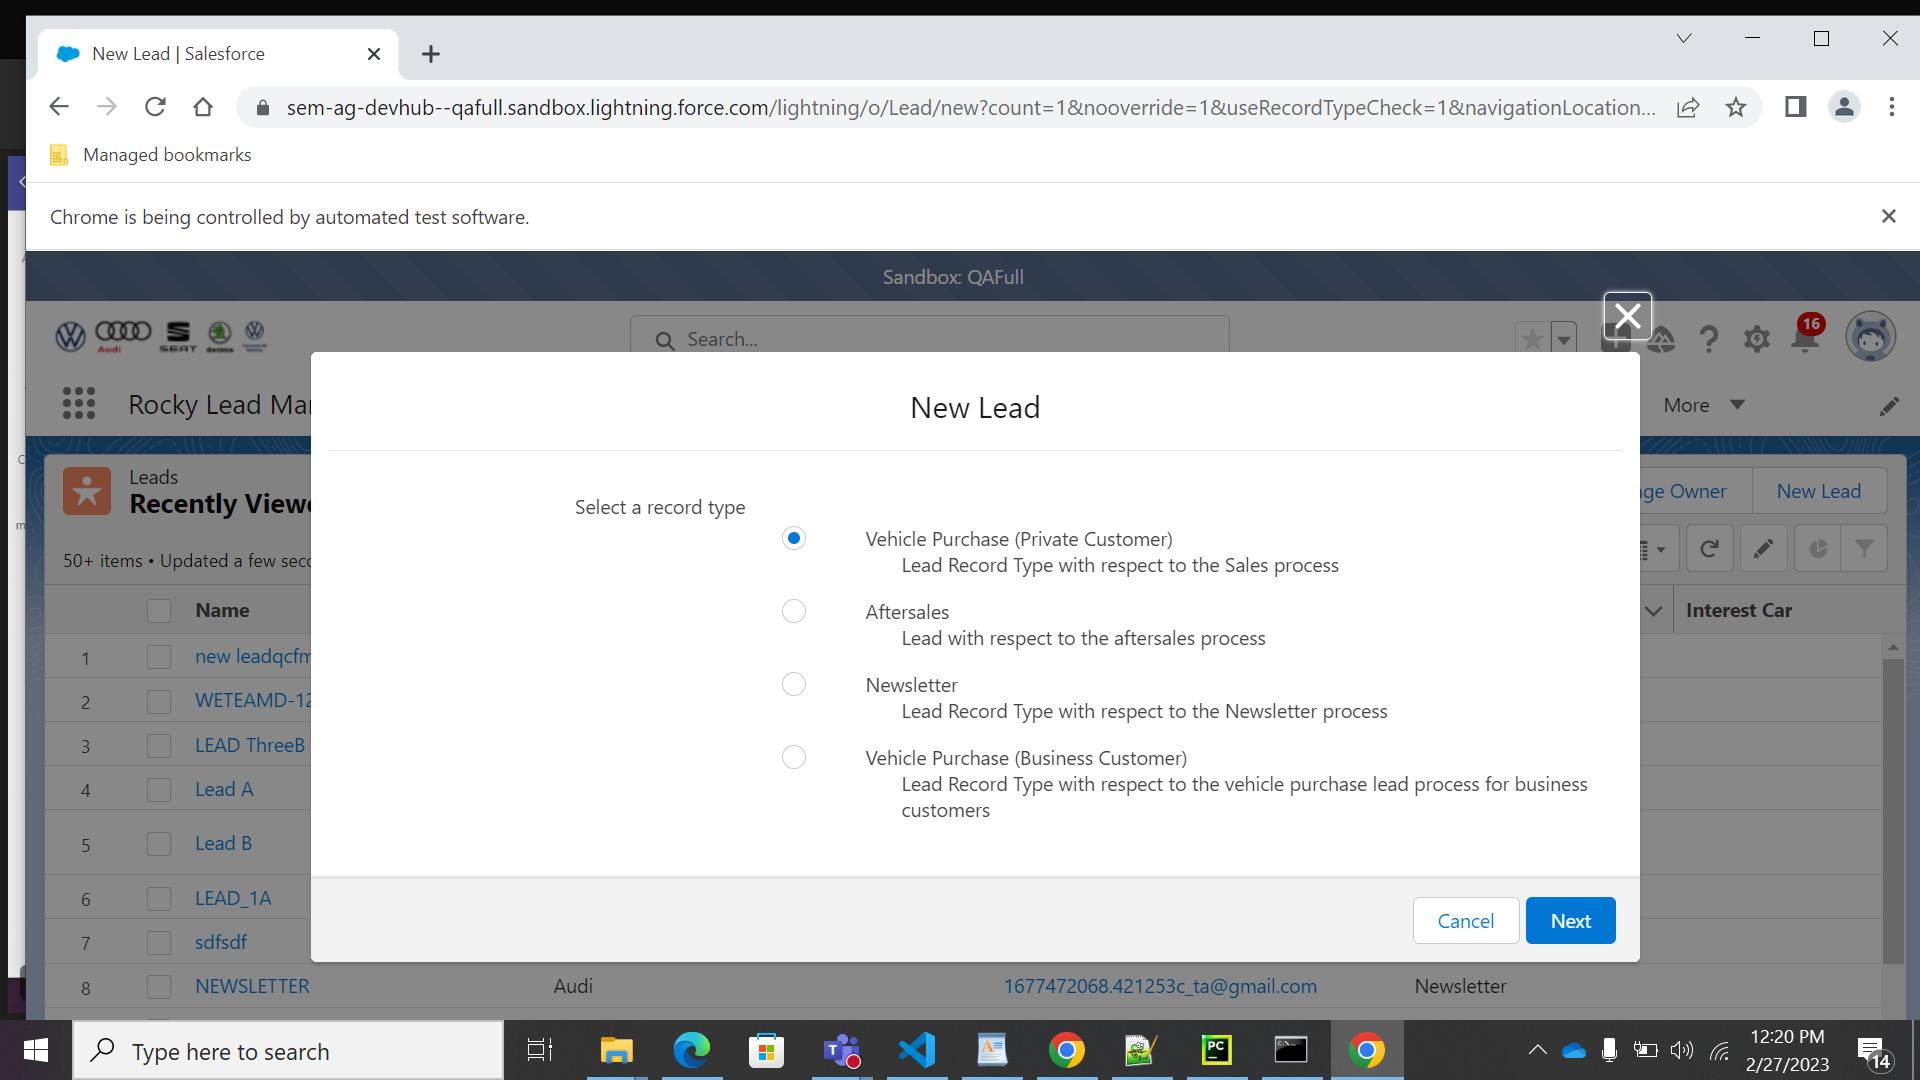 New Lead | Salesforce
sem-ag-devhub--qafull.sandbox.lightning.force.com/lightning/o/Lead/new?count=1&nooverride=1&useRecordTypeCheck=1&navigationLocation...
Managed bookmarks
Chrome is being controlled by automated test software.
Sandbox: QAFull
Audi SEAT ŠKODA
Search...
16
Rocky Lead Mar
More
New Lead
Leads
Recently Viewe
ge Owner
New Lead
50+ items • Updated a few seco
Select a record type
Vehicle Purchase (Private Customer)
Lead Record Type with respect to the Sales process
Aftersales
Lead with respect to the aftersales process
Newsletter
Lead Record Type with respect to the Newsletter process
Vehicle Purchase (Business Customer)
Lead Record Type with respect to the vehicle purchase lead process for business
customers
Cancel
Next
Name
Interest Car
1 new leadqcfm
2 WETEAMD-12
3 LEAD ThreeB
4 Lead A
5 Lead B
6 LEAD_1A
7 sdfsdf
8 NEWSLETTER Audi 1677472068.421253c_ta@gmail.com Newsletter
Type here to search
PC
12:20 PM
2/27/2023
14